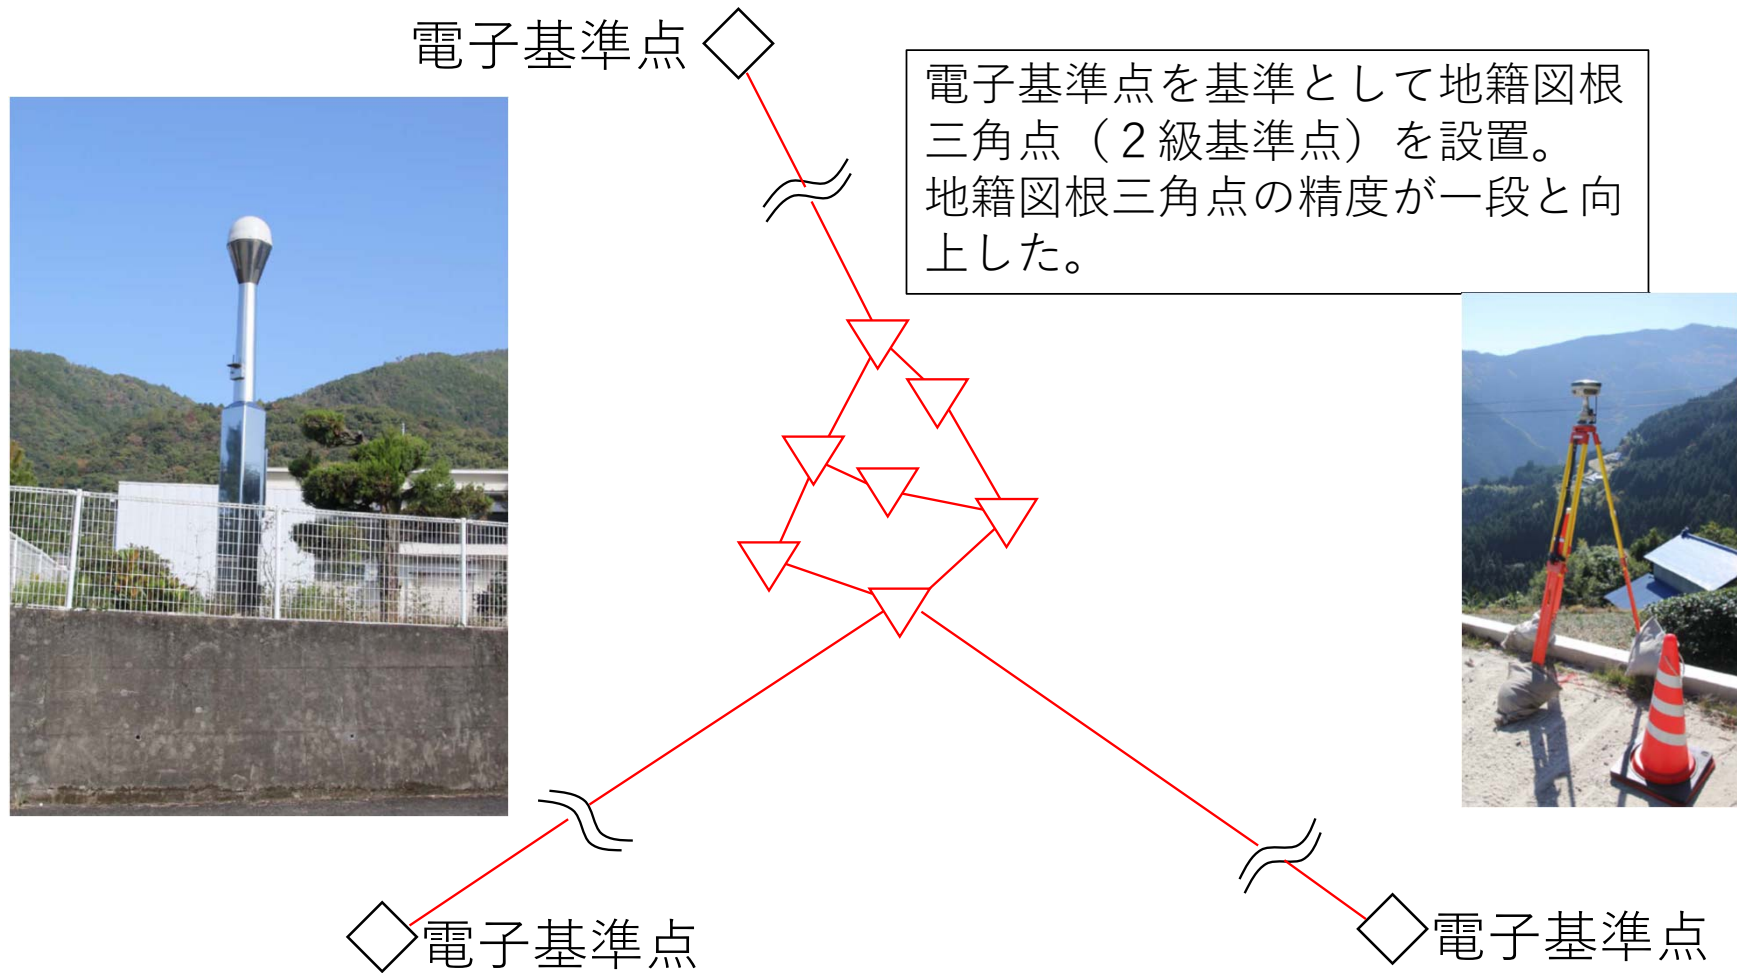 電子基準点
電子基準点を基準として地籍図根
三角点（２級基準点）を設置。
地籍図根三角点の精度が一段と向
上した。
電子基準点
電子基準点